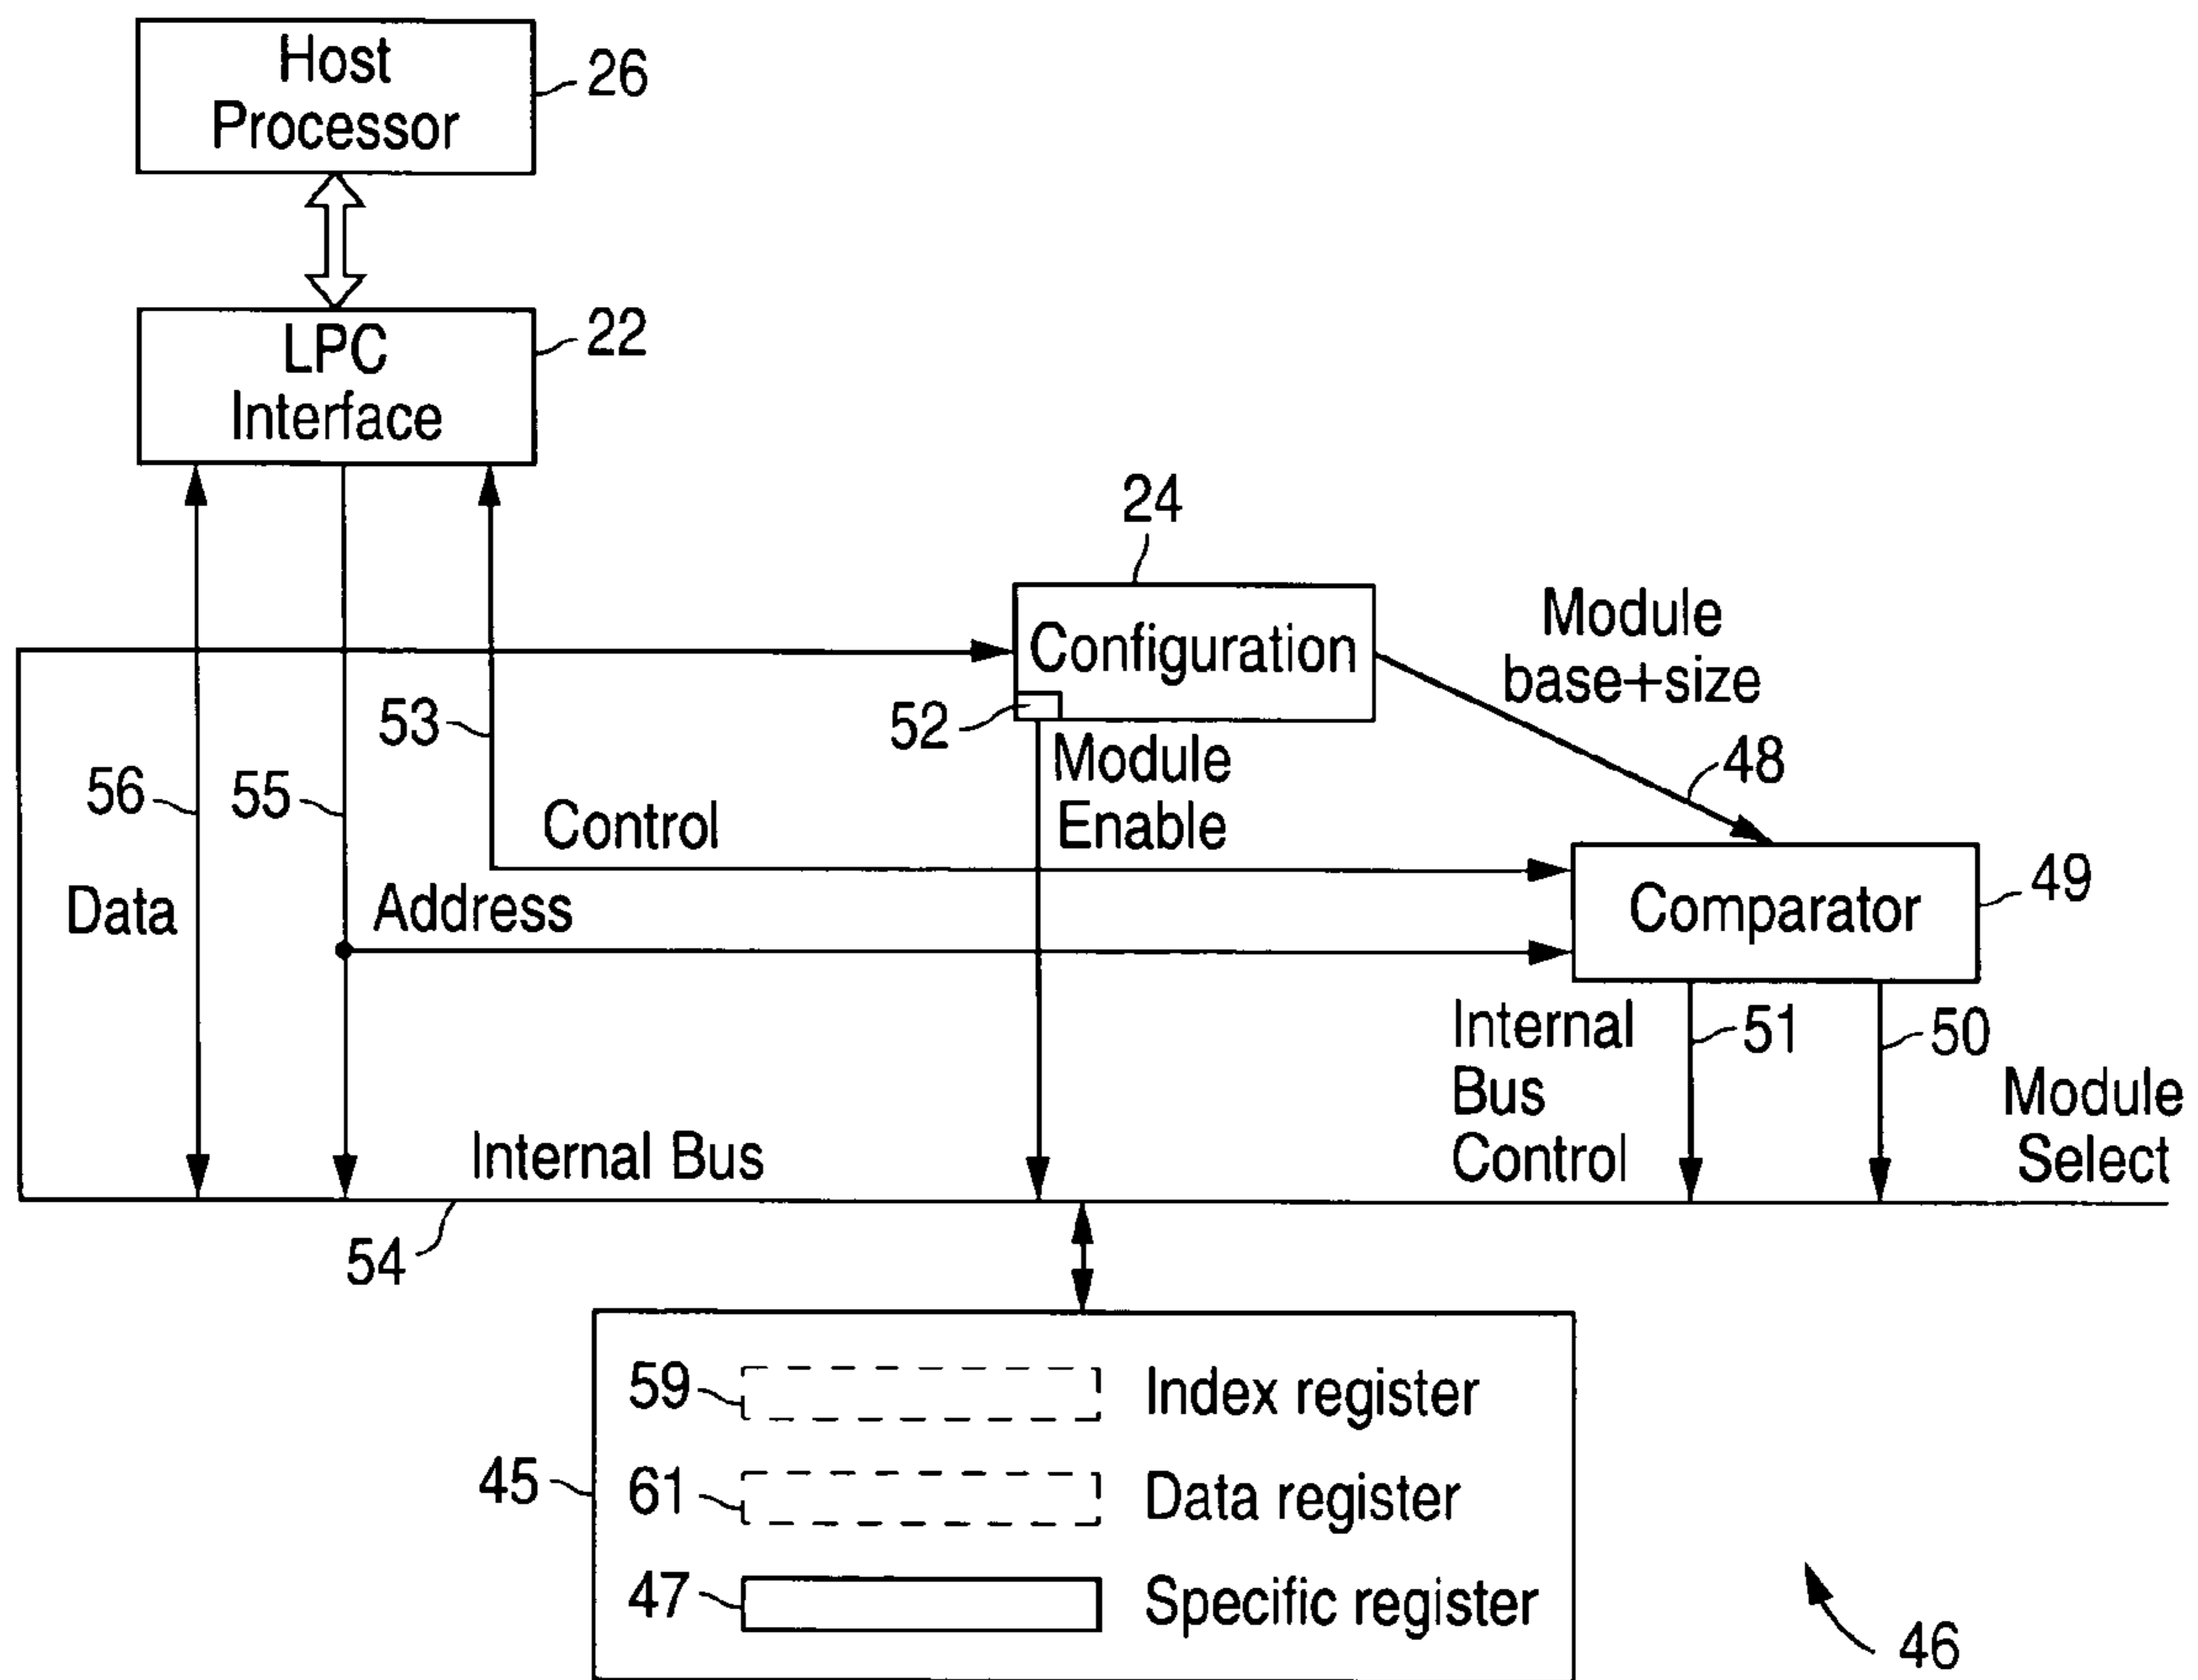 Host
Processor
26
LPC
Interface
22
24
Configuration
Module
base+size
52
53
Module
Enable
48
56
55
Control
Data
Address
Comparator
49
Internal
Bus
Control
51
50
Module
Select
Internal Bus
54
59
Index register
45
61
Data register
47
Specific register
46